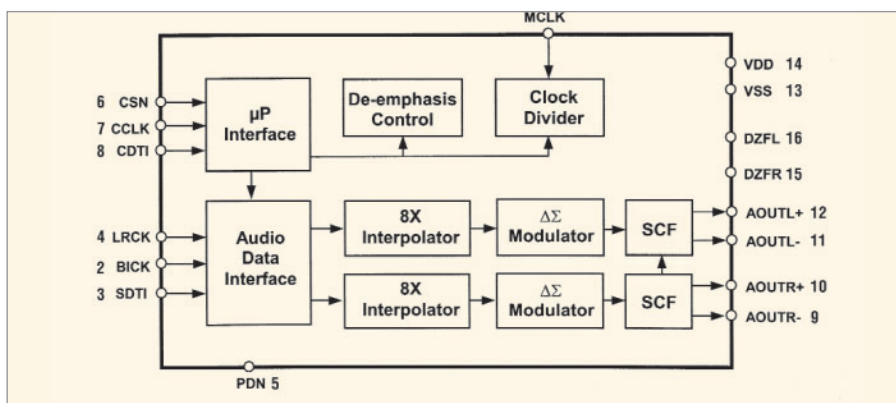 MCLK
6 CSN
7 CCLK
8 CDTI
µP
Interface
De-emphasis
Control
Clock
Divider
VDD 14
VSS 13
DZFL 16
DZFR 15
4 LRCK
2 BICK
3 SDTI
Audio
Data
Interface
8X
Interpolator
ΔΣ
Modulator
SCF
AOUTL+ 12
AOUTL- 11
8X
Interpolator
ΔΣ
Modulator
SCF
AOUTR+ 10
AOUTR- 9
PDN 5